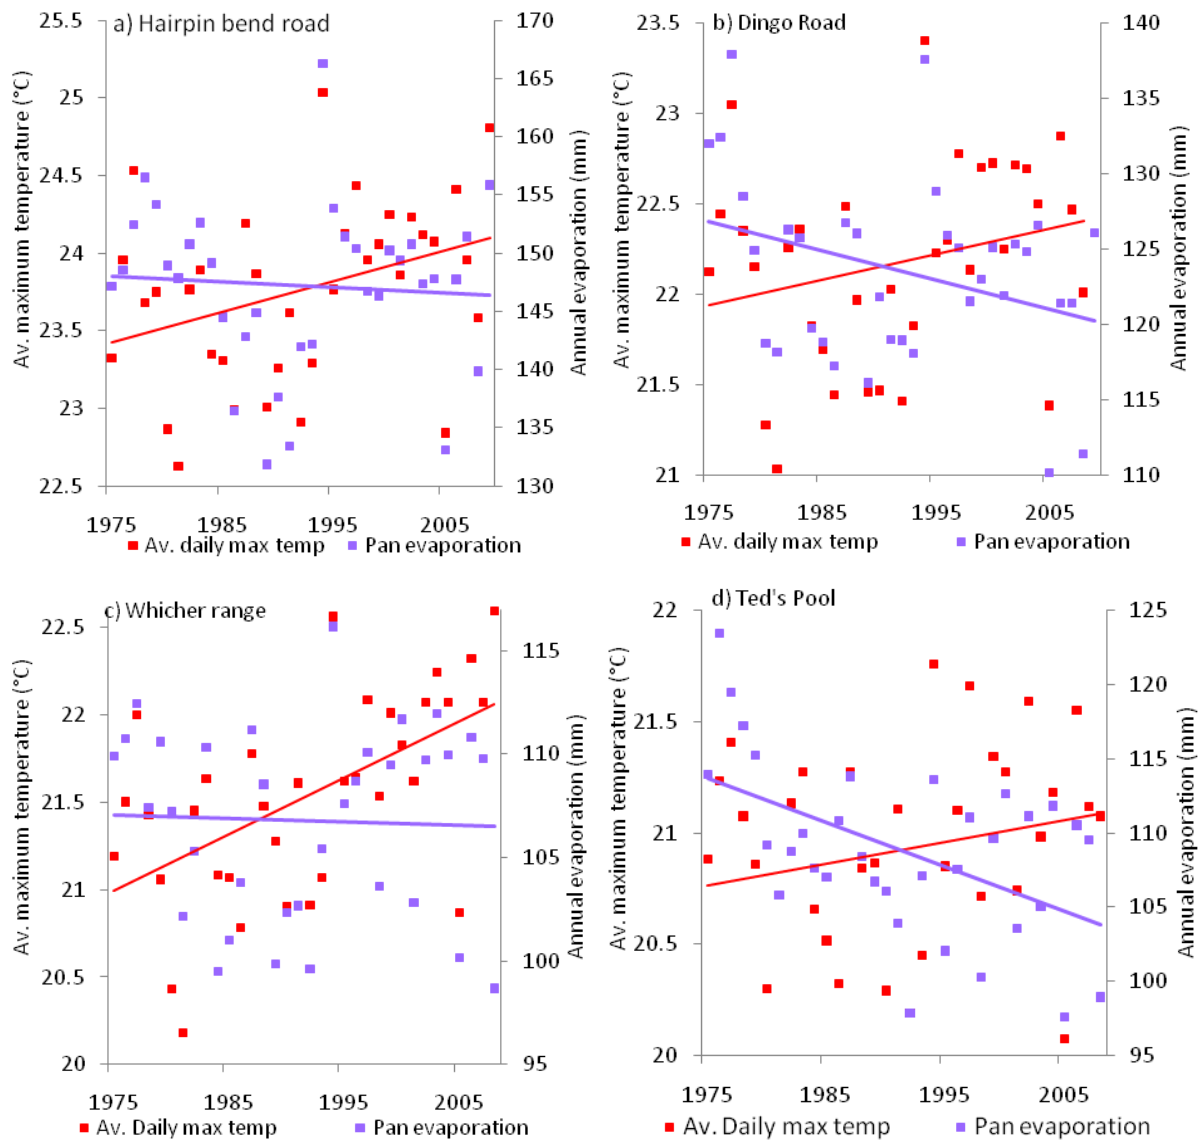 a) Hairpin bend road
Av. maximum temperature (°C)
25.5
25
24.5
24
23.5
23
22.5
170
165
160
155
150
145
140
135
130
Annual evaporation (mm)
1975 1985 1995 2005
Av. daily max temp Pan evaporation
b) Dingo Road
Av. maximum temperature (°C)
23.5
23
22.5
22
21.5
21
140
135
130
125
120
115
110
Annual evaporation (mm)
1975 1985 1995 2005
Av. daily max temp Pan evaporation
c) Whicher range
Av. maximum temperature (°C)
22.5
22
21.5
21
20.5
20
115
110
105
100
95
Annual evaporation (mm)
1975 1985 1995 2005
Av. Daily max temp Pan evaporation
d) Ted's Pool
Av. maximum temperature (°C)
22
21.5
21
20.5
20
125
120
115
110
105
100
95
Annual evaporation (mm)
1975 1985 1995 2005
Av. Daily max temp Pan evaporation